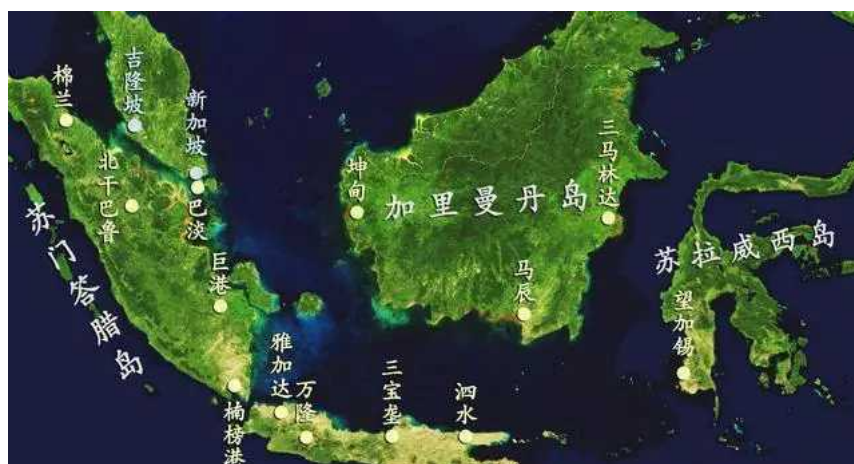 棉兰
吉隆坡
新加坡
北干巴鲁
巴淡
苏门答腊岛
巨港
坤甸
加里曼丹岛
三马林达
苏拉威西岛
马辰
望加锡
雅加达
万隆
三宝垄
泗水
楠榜港